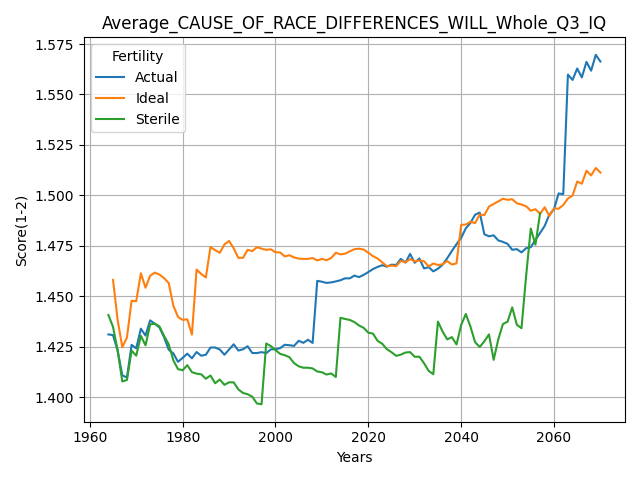 Average_CAUSE_OF_RACE_DIFFERENCES_WILL_Whole_Q3_IQ
Score(1-2)
1.575
1.550
1.525
1.500
1.475
1.450
1.425
1.400
Fertility
Actual
Ideal
Sterile
1960
1980
2000
2020
2040
2060
Years